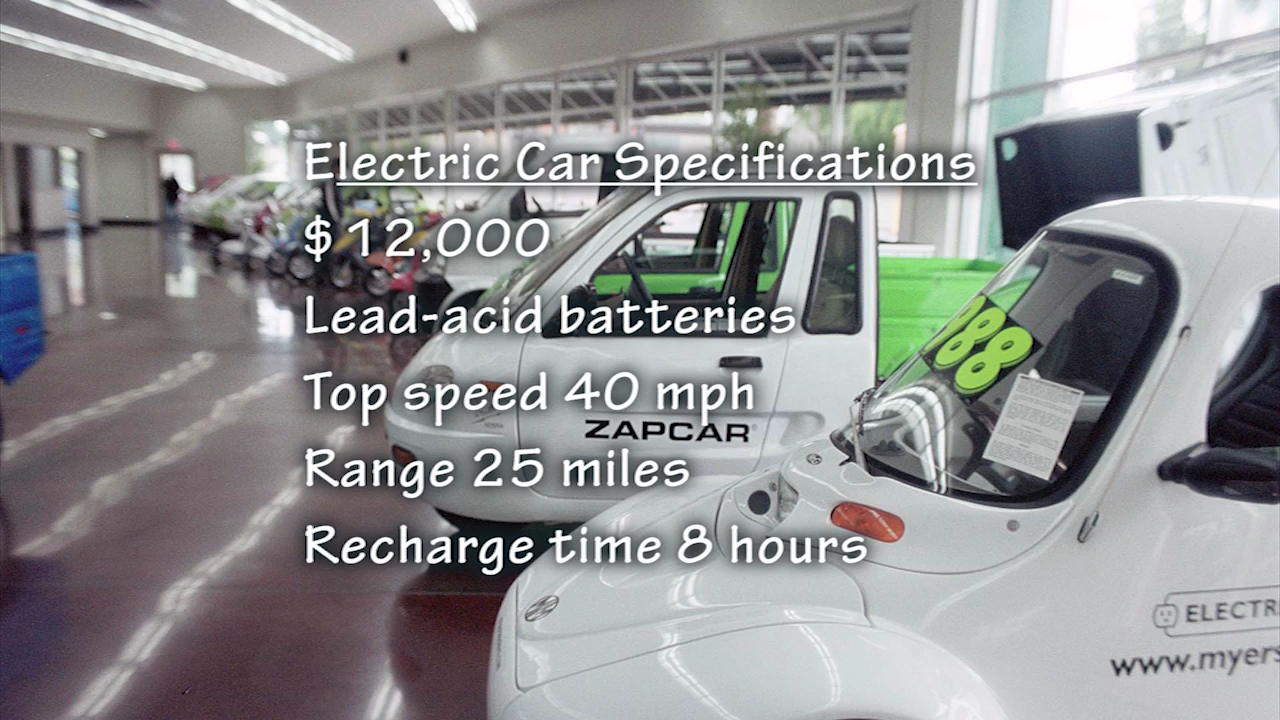 Electric Car Specifications
$12,000
Lead-acid batteries
Top speed 40 mph
ZAPCAR
Range 25 miles
Recharge time 8 hours
88
ELECTR
www.myers